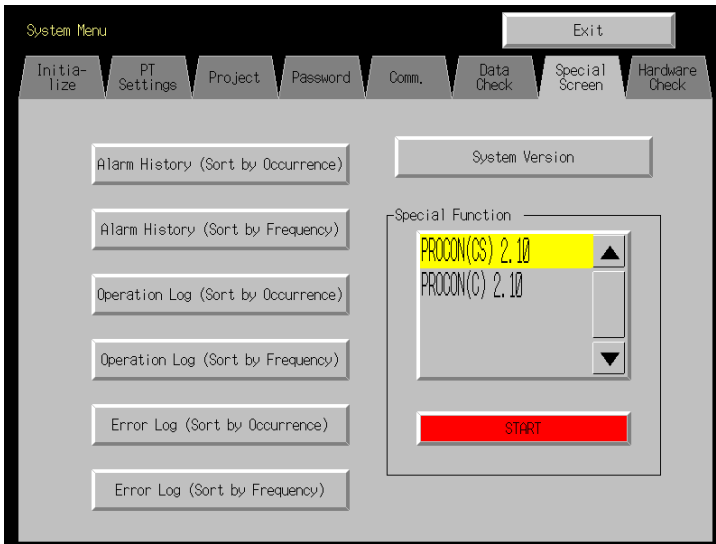 System Menu
Exit
Initia-
lize
PT
Settings
Project
Password
Comm.
Data
Check
Special
Screen
Hardware
Check
Alarm History (Sort by Occurrence)
Alarm History (Sort by Frequency)
Operation Log (Sort by Occurrence)
Operation Log (Sort by Frequency)
Error Log (Sort by Occurrence)
Error Log (Sort by Frequency)
System Version
Special Function
PROCON(CS) 2.10
PROCON(C) 2.10
START